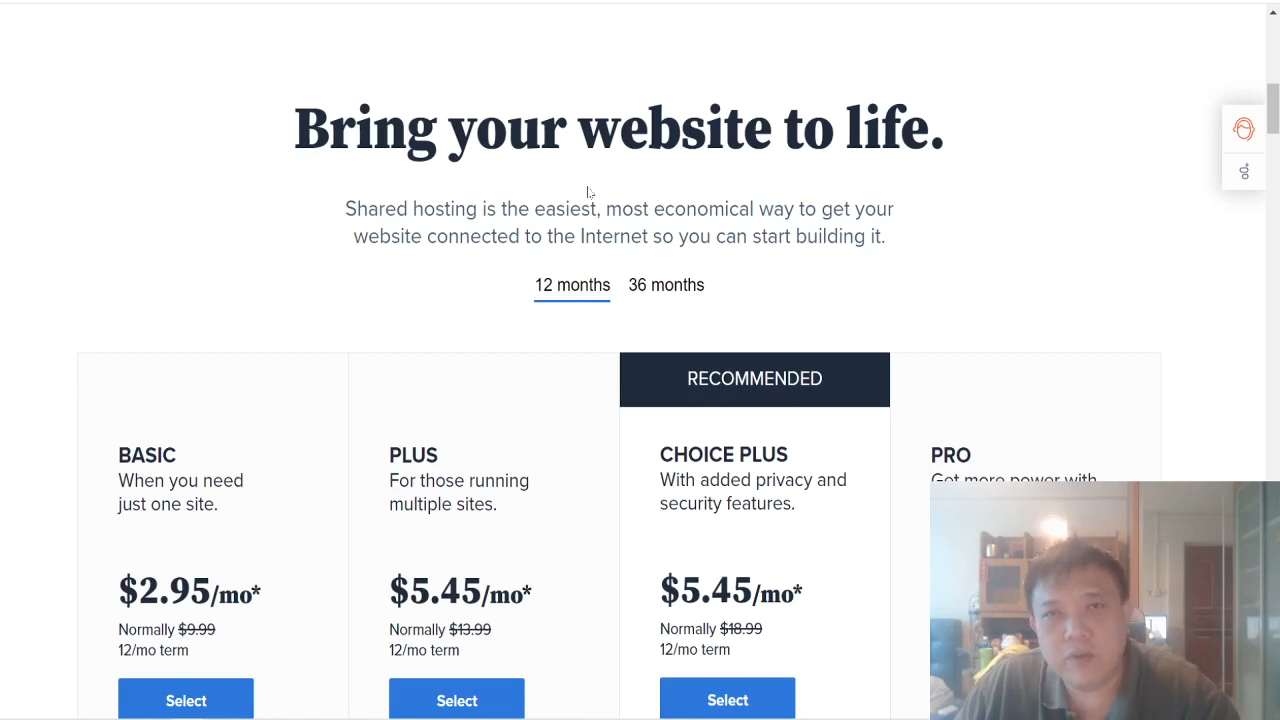 Bring your website to life.
Shared hosting is the easiest, most economical way to get your
website connected to the Internet so you can start building it.
12 months 36 months
RECOMMENDED
BASIC
When you need
just one site.
$2.95/mo*
Normally $9.99
12/mo term
Select
PLUS
For those running
multiple sites.
$5.45/mo*
Normally $13.99
12/mo term
Select
CHOICE PLUS
With added privacy and
security features.
$5.45/mo*
Normally $18.99
12/mo term
Select
PRO
Get more power with